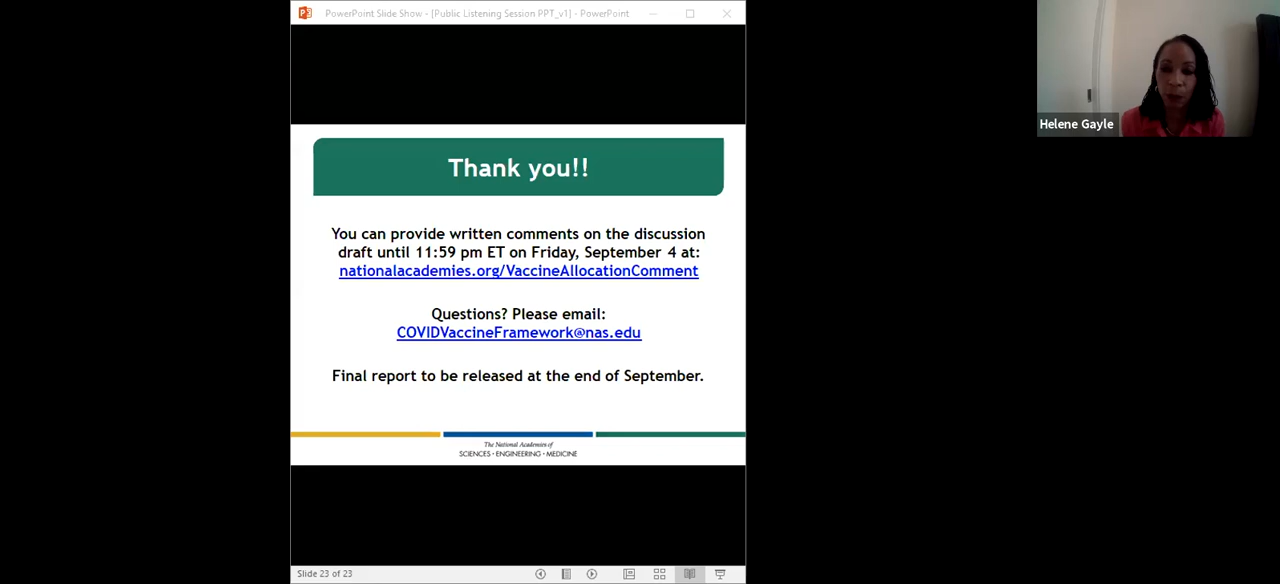 PowerPoint Slide Show - [Public Listening Session PPT_v1] - PowerPoint
Helene Gayle
Thank you!!
You can provide written comments on the discussion
draft until 11:59 pm ET on Friday, September 4 at:
nationalacademies.org/VaccineAllocationComment
Questions? Please email:
COVIDVaccineFramework@nas.edu
Final report to be released at the end of September.
The National Academies of
SCIENCES • ENGINEERING • MEDICINE
Slide 23 of 23